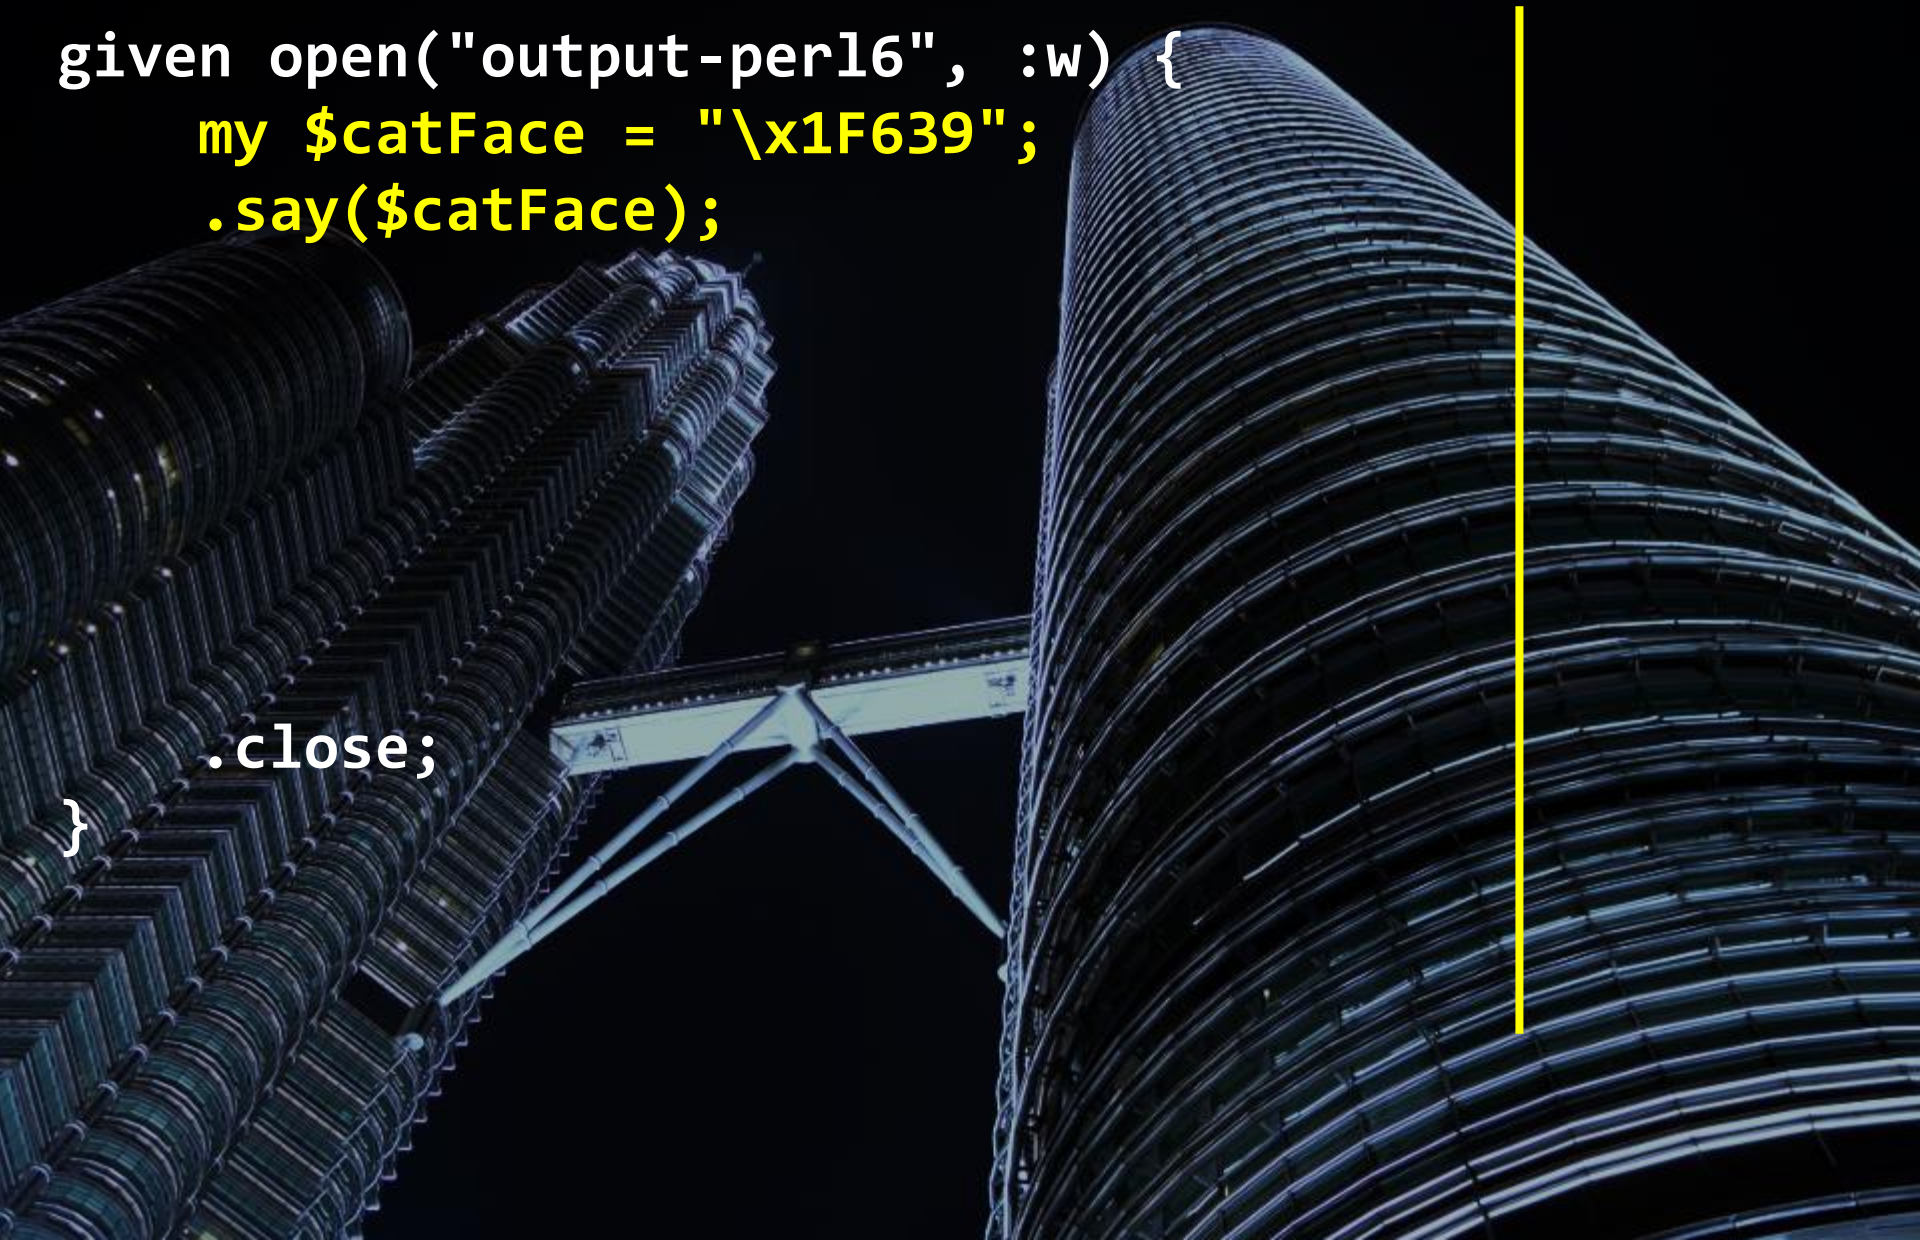 given open("output-perl6", :w) {
    my $catFace = "\x1F639";
    .say($catFace);
    .close;
}